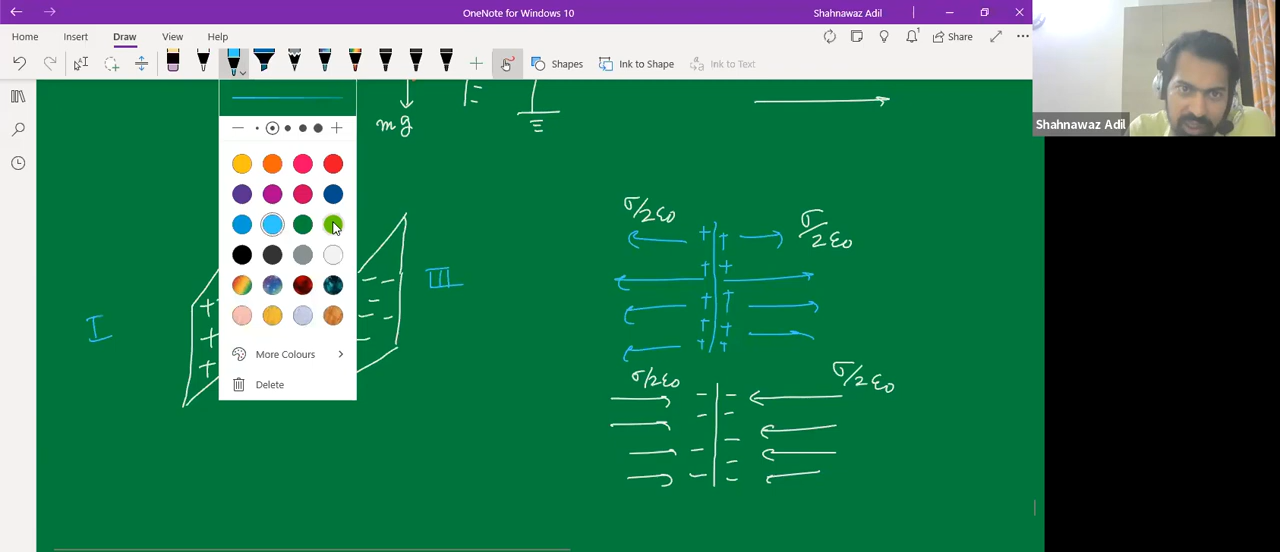 OneNote for Windows 10
Shahnawaz Adil
Home Insert Draw View Help
Share
Shapes
Ink to Shape
Ink to Text
mg
Shahnawaz Adil
σ/2ε0
σ/2ε0
I
III
More Colours
Delete
σ/2ε0
σ/2ε0